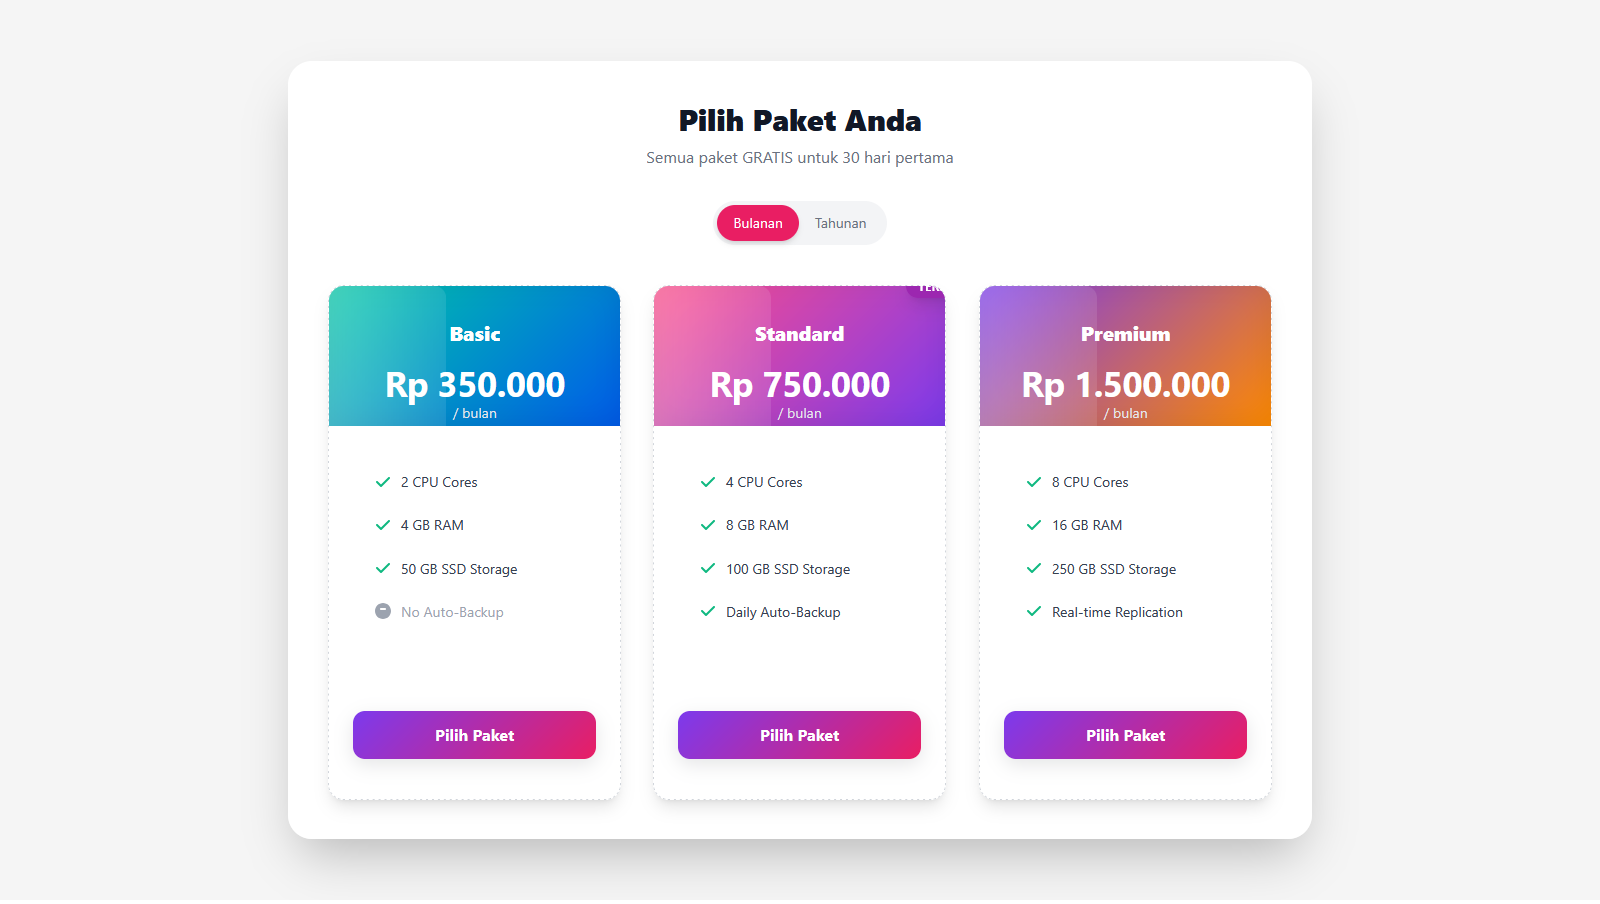 Pilih Paket Anda
Semua paket GRATIS untuk 30 hari pertama
Bulanan
Tahunan
Basic
Rp 350.000
/ bulan
2 CPU Cores
4 GB RAM
50 GB SSD Storage
No Auto-Backup
Pilih Paket
Standard
Rp 750.000
/ bulan
4 CPU Cores
8 GB RAM
100 GB SSD Storage
Daily Auto-Backup
Pilih Paket
Premium
Rp 1.500.000
/ bulan
8 CPU Cores
16 GB RAM
250 GB SSD Storage
Real-time Replication
Pilih Paket